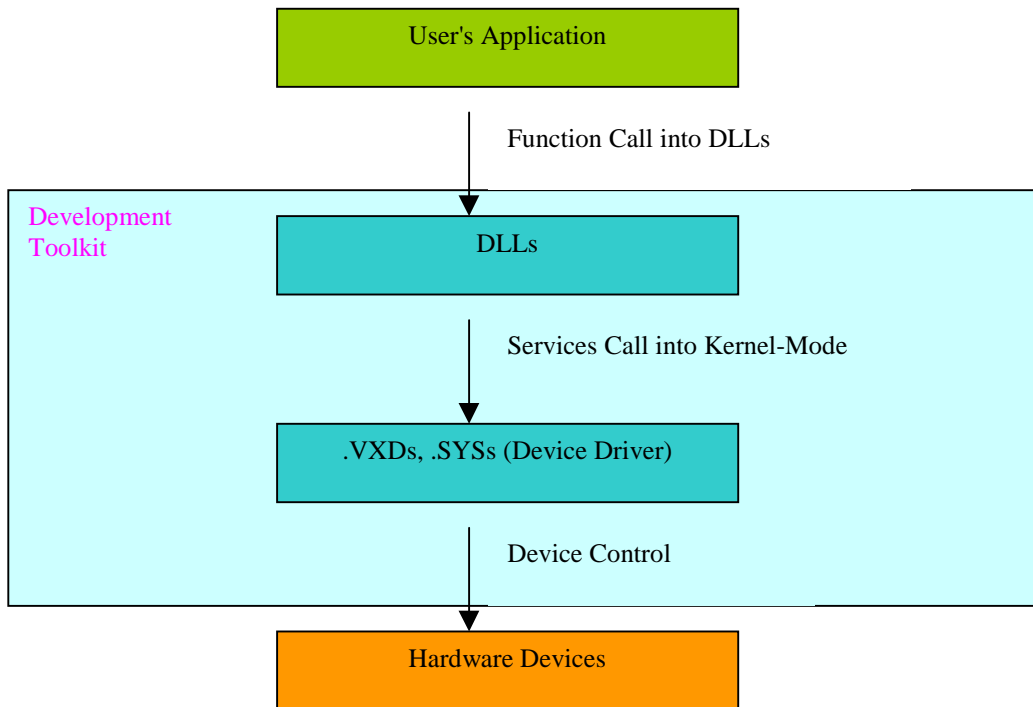 User's Application
Function Call into DLLs
Development
Toolkit
DLLs
Services Call into Kernel-Mode
.VXDs, .SYSs (Device Driver)
Device Control
Hardware Devices